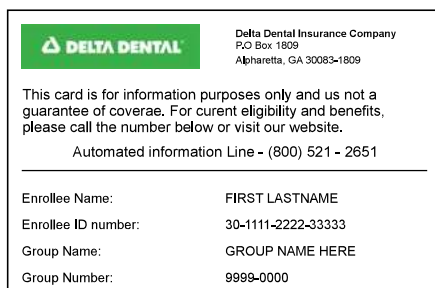 DELTA DENTAL
Delta Dental Insurance Company
P.O Box 1809
Alpharetta, GA 30083-1809
This card is for information purposes only and us not a
guarantee of coverae. For curent eligibility and benefits,
please call the number below or visit our website.
Automated information Line - (800) 521 - 2651
Enrollee Name: FIRST LASTNAME
Enrollee ID number: 30-1111-2222-33333
Group Name: GROUP NAME HERE
Group Number: 9999-0000